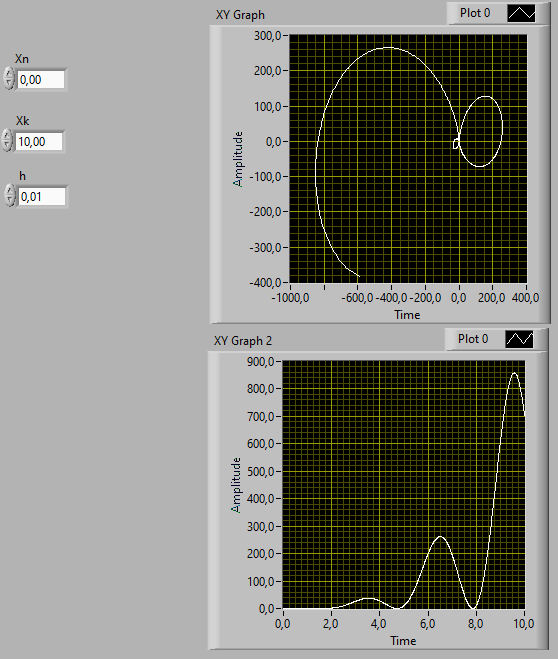 XY Graph
Plot 0
Xn
0,00
Xk
10,00
h
0,01
300,0
200,0
100,0
0,0
-100,0
-200,0
-300,0
-400,0
Amplitude
-1000,0 -600,0 -400,0 -200,0 0,0 200,0 400,0
Time
XY Graph 2
Plot 0
900,0
800,0
700,0
600,0
500,0
400,0
300,0
200,0
100,0
0,0
Amplitude
0,0 2,0 4,0 6,0 8,0 10,0
Time